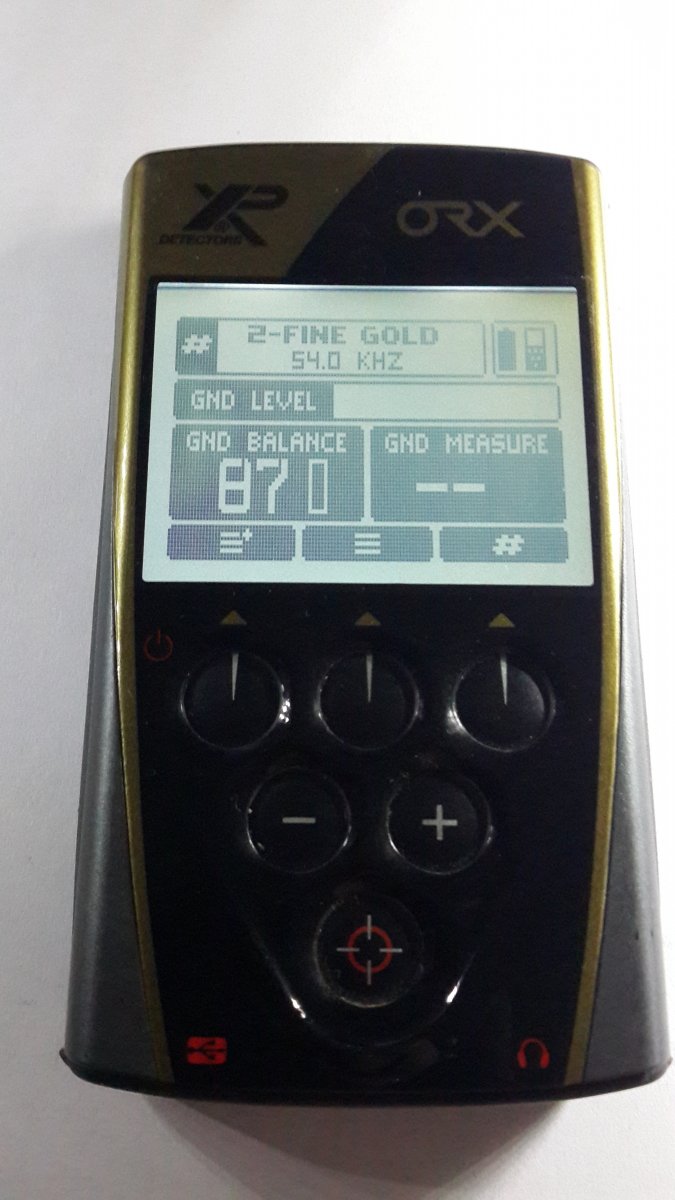 XP
DETECTORS
ORX
# 2-FINE GOLD
54.0 KHZ
GND LEVEL
GND BALANCE
GND MEASURE
87
--
#
−
+